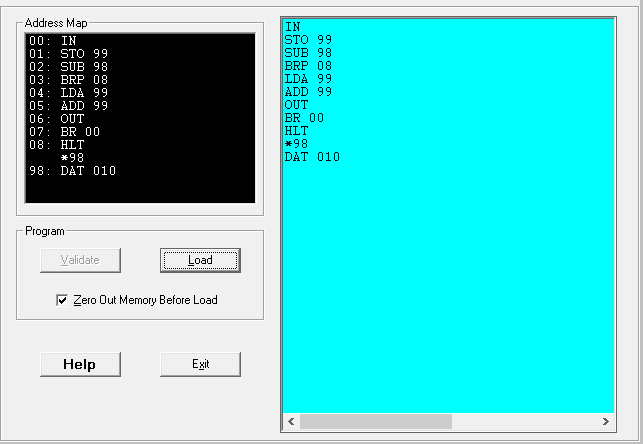 Address Map
00: IN
01: STO 99
02: SUB 98
03: BRP 08
04: LDA 99
05: ADD 99
06: OUT
07: BR 00
08: HLT
*98
98: DAT 010
Program
Validate
Load
Zero Out Memory Before Load
Help
Exit
IN
STO 99
SUB 98
BRP 08
LDA 99
ADD 99
OUT
BR 00
HLT
*98
DAT 010